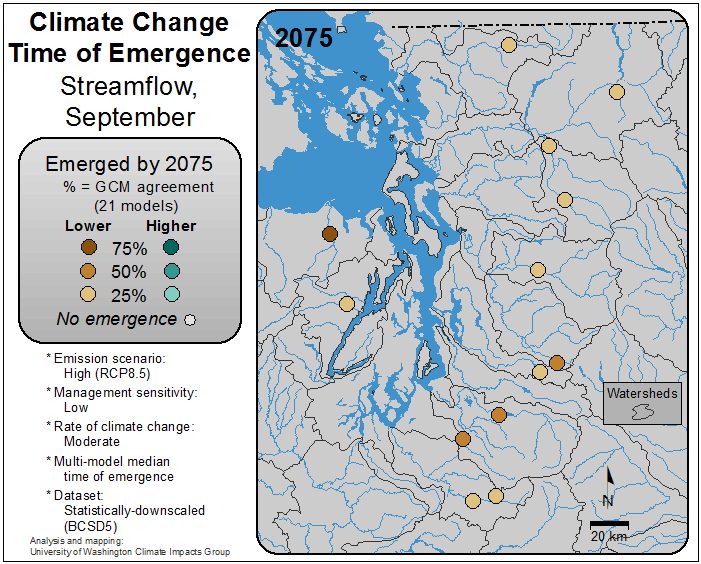 Climate Change
Time of Emergence
Streamflow,
September
Emerged by 2075
% = GCM agreement
(21 models)
Lower Higher
75%
50%
25%
No emergence
* Emission scenario:
High (RCP8.5)
* Management sensitivity:
Low
* Rate of climate change:
Moderate
* Multi-model median
time of emergence
* Dataset:
Statistically-downscaled
(BCSD5)
Analysis and mapping:
University of Washington Climate Impacts Group
2075
Watersheds
N
20 km